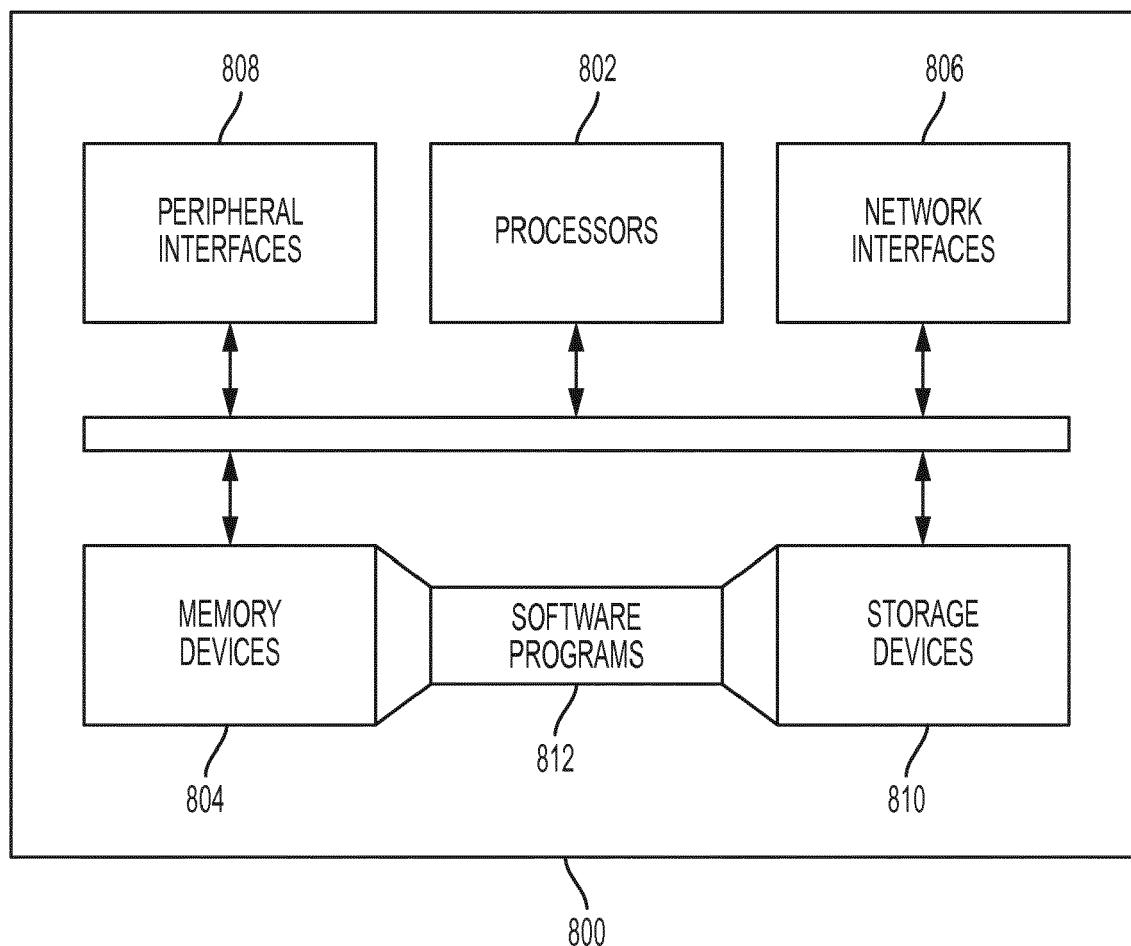 808
802
806
PERIPHERAL
INTERFACES
PROCESSORS
NETWORK
INTERFACES
MEMORY
DEVICES
SOFTWARE
PROGRAMS
STORAGE
DEVICES
804
812
810
800